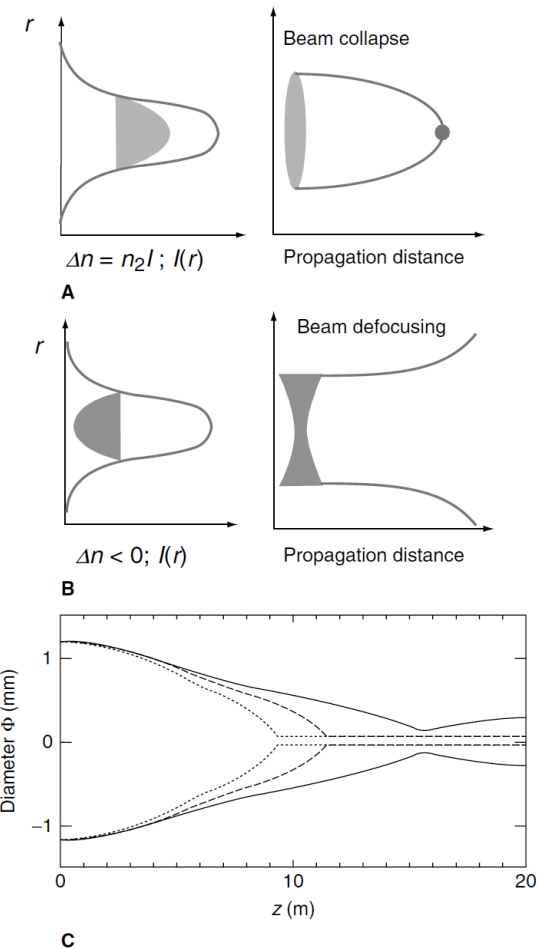 r
Beam collapse
Δn = n₂I ; I(r)
Propagation distance
A
r
Beam defocusing
Δn < 0; I(r)
Propagation distance
B
Diameter Φ (mm)
1
0
−1
0
10
20
z (m)
C